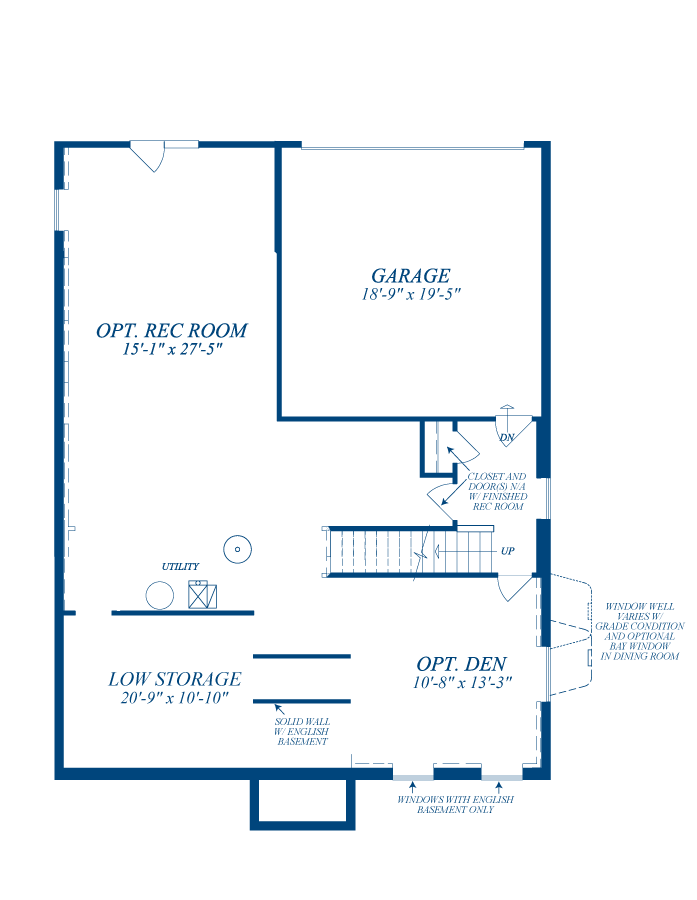 GARAGE
18'-9" x 19'-5"
OPT. REC ROOM
15'-1" x 27'-5"
DN
CLOSET AND
DOOR(S) N/A
W/ FINISHED
REC ROOM
UP
UTILITY
WINDOW WELL
VARIES W/
GRADE CONDITION
AND OPTIONAL
BAY WINDOW
IN DINING ROOM
OPT. DEN
10'-8" x 13'-3"
LOW STORAGE
20'-9" x 10'-10"
SOLID WALL
W/ ENGLISH
BASEMENT
WINDOWS WITH ENGLISH
BASEMENT ONLY